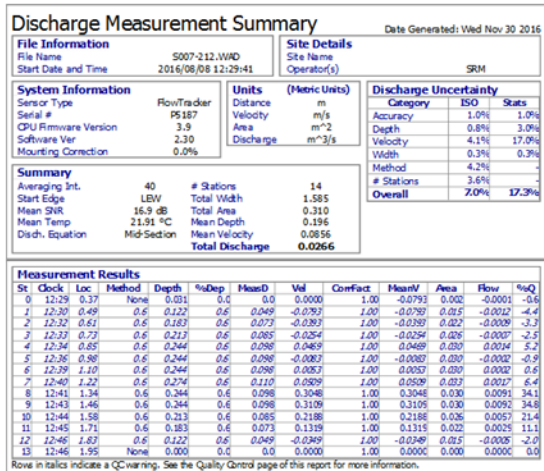 Discharge Measurement Summary Date Generated: Wed Nov 30 2016
File Information
File Name S007-212.WAD
Start Date and Time 2016/08/08 12:29:41
Site Details
Site Name
Operator(s) SRM
System Information
Sensor Type FlowTracker
Serial # P5187
CPU Firmware Version 3.9
Software Ver 2.30
Mounting Correction 0.0%
Units (Metric Units)
Distance m
Velocity m/s
Area m^2
Discharge m^3/s
Discharge Uncertainty
Category ISO Stats
Accuracy 1.0% 1.0%
Depth 0.8% 3.0%
Velocity 4.1% 17.0%
Width 0.3% 0.3%
Method 4.2% -
# Stations 3.6% -
Overall 7.0% 17.3%
Summary
Averaging Int. 40 # Stations 14
Start Edge LEW Total Width 1.585
Mean SNR 16.9 dB Total Area 0.310
Mean Temp 21.91 °C Mean Depth 0.196
Disch. Equation Mid-Section Mean Velocity 0.0856
Total Discharge 0.0266
Measurement Results
St Clock Loc Method Depth %Dep MeasD Vel CorrFact MeanV Area Flow %Q
0 12:29 0.37 None 0.031 0.0 0.0 0.0000 1.00 -0.0793 0.002 -0.0001 -0.6
1 12:30 0.49 0.6 0.122 0.6 0.049 -0.0793 1.00 -0.0793 0.015 -0.0012 -4.4
2 12:32 0.61 0.6 0.183 0.6 0.073 -0.0393 1.00 -0.0393 0.022 -0.0009 -3.3
3 12:33 0.73 0.6 0.213 0.6 0.085 -0.0254 1.00 -0.0254 0.026 -0.0007 -2.5
4 12:34 0.85 0.6 0.244 0.6 0.098 0.0469 1.00 0.0469 0.030 0.0014 5.2
5 12:36 0.98 0.6 0.244 0.6 0.098 -0.0083 1.00 -0.0083 0.030 -0.0002 -0.9
6 12:39 1.10 0.6 0.244 0.6 0.098 0.0053 1.00 0.0053 0.030 0.0002 0.6
7 12:40 1.22 0.6 0.274 0.6 0.110 0.0509 1.00 0.0509 0.033 0.0017 6.4
8 12:41 1.34 0.6 0.244 0.6 0.098 0.3048 1.00 0.3048 0.030 0.0091 34.1
9 12:43 1.46 0.6 0.244 0.6 0.098 0.3109 1.00 0.3109 0.030 0.0092 34.8
10 12:44 1.58 0.6 0.213 0.6 0.085 0.2188 1.00 0.2188 0.026 0.0057 21.4
11 12:45 1.71 0.6 0.183 0.6 0.073 0.1319 1.00 0.1319 0.022 0.0029 11.1
12 12:46 1.83 0.6 0.122 0.6 0.049 -0.0349 1.00 -0.0349 0.015 -0.0005 -2.0
13 12:46 1.95 None 0.000 0.0 0.0 0.0000 1.00 0.0000 0.000 0.0000 0.0
Rows in italics indicate a QC warning. See the Quality Control page of this report for more information.